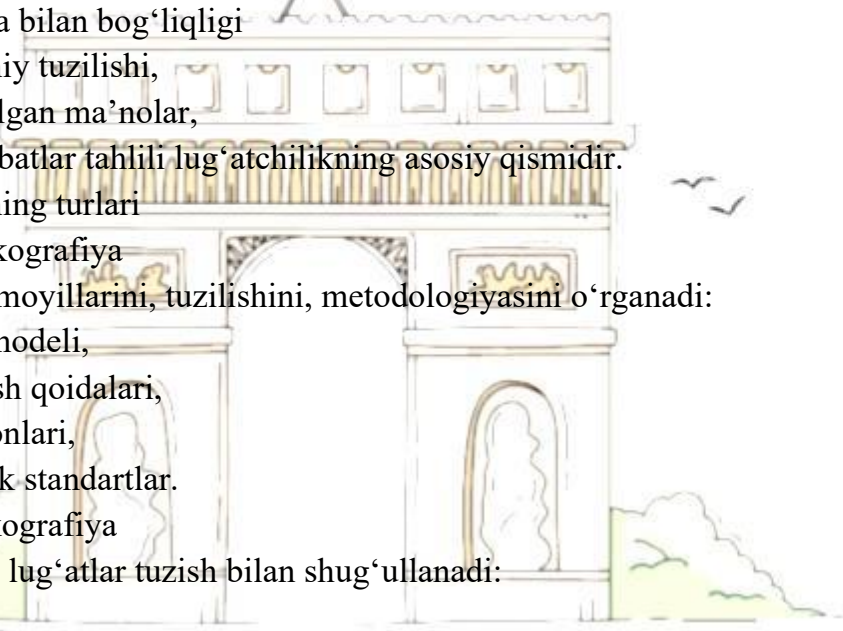 a bilan bog‘liqligi
iy tuzilishi,
lgan ma’nolar,
batlar tahlili lug‘atchilikning asosiy qismidir.
ing turlari
kografiya
moyillarini, tuzilishini, metodologiyasini o‘rganadi:
nodeli,
sh qoidalari,
onlari,
k standartlar.
kografiya
lug‘atlar tuzish bilan shug‘ullanadi: